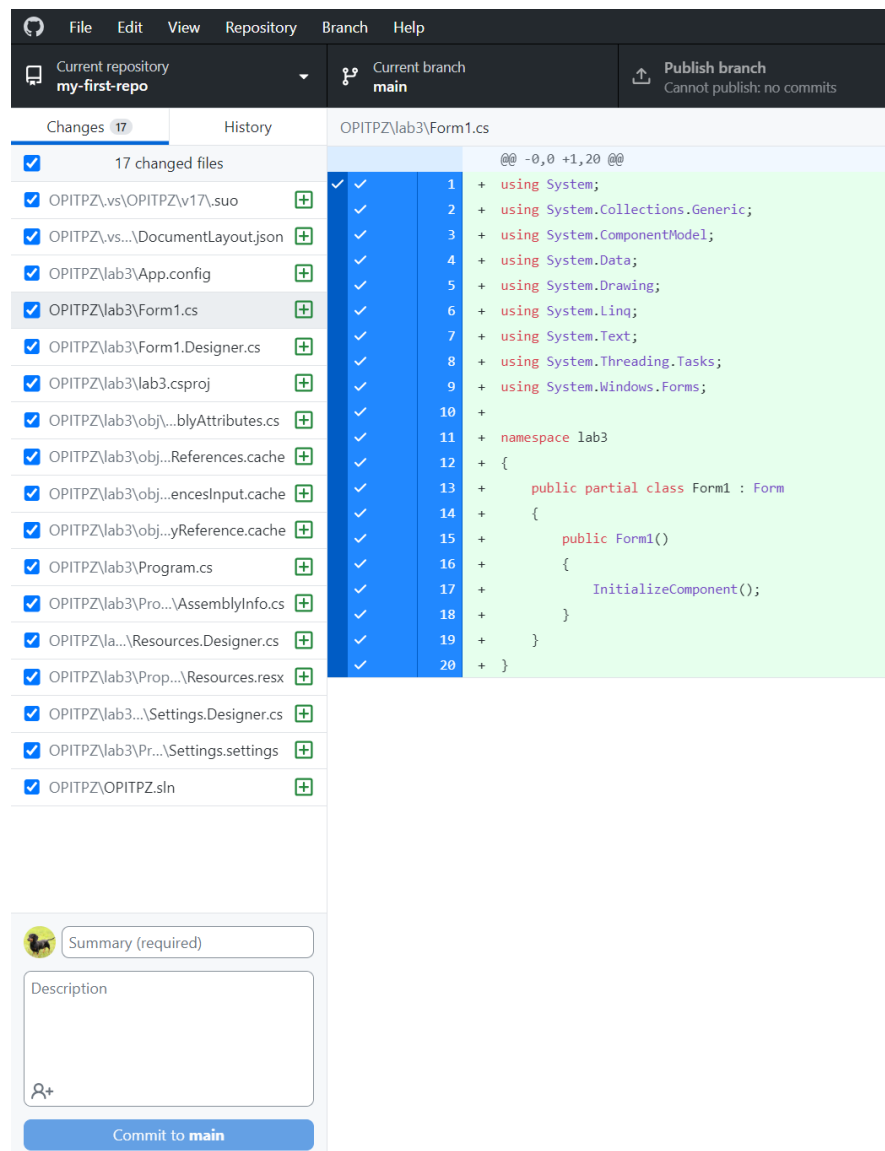 File Edit View Repository Branch Help
Current repository
my-first-repo
Current branch
main
Publish branch
Cannot publish: no commits
Changes 17 History
17 changed files
OPITPZ\.vs\OPITPZ\v17\.suo
OPITPZ\.vs...\DocumentLayout.json
OPITPZ\lab3\App.config
OPITPZ\lab3\Form1.cs
OPITPZ\lab3\Form1.Designer.cs
OPITPZ\lab3\lab3.csproj
OPITPZ\lab3\obj\...blyAttributes.cs
OPITPZ\lab3\obj...References.cache
OPITPZ\lab3\obj...encesInput.cache
OPITPZ\lab3\obj...yReference.cache
OPITPZ\lab3\Program.cs
OPITPZ\lab3\Pro...\AssemblyInfo.cs
OPITPZ\la...\Resources.Designer.cs
OPITPZ\lab3\Prop...\Resources.resx
OPITPZ\lab3...\Settings.Designer.cs
OPITPZ\lab3\Pr...\Settings.settings
OPITPZ\OPITPZ.sln
Summary (required)
Description
Commit to main
OPITPZ\lab3\Form1.cs
@@ -0,0 +1,20 @@
1 + using System;
2 + using System.Collections.Generic;
3 + using System.ComponentModel;
4 + using System.Data;
5 + using System.Drawing;
6 + using System.Linq;
7 + using System.Text;
8 + using System.Threading.Tasks;
9 + using System.Windows.Forms;
10 +
11 + namespace lab3
12 + {
13 +     public partial class Form1 : Form
14 +     {
15 +         public Form1()
16 +         {
17 +             InitializeComponent();
18 +         }
19 +     }
20 + }